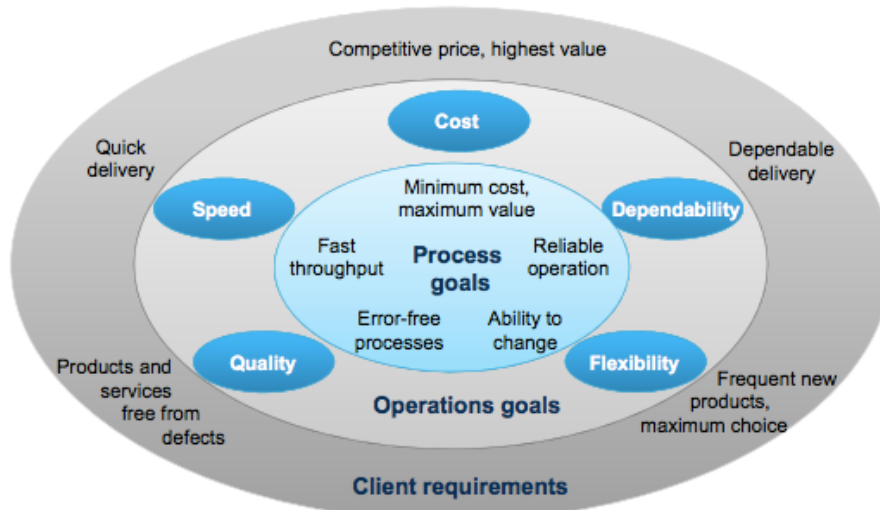 Competitive price, highest value
Cost
Quick
delivery
Dependable
delivery
Speed
Minimum cost,
maximum value
Dependability
Fast
throughput
Process
goals
Reliable
operation
Error-free
processes
Ability to
change
Quality
Flexibility
Products and
services
free from
defects
Operations goals
Frequent new
products,
maximum choice
Client requirements